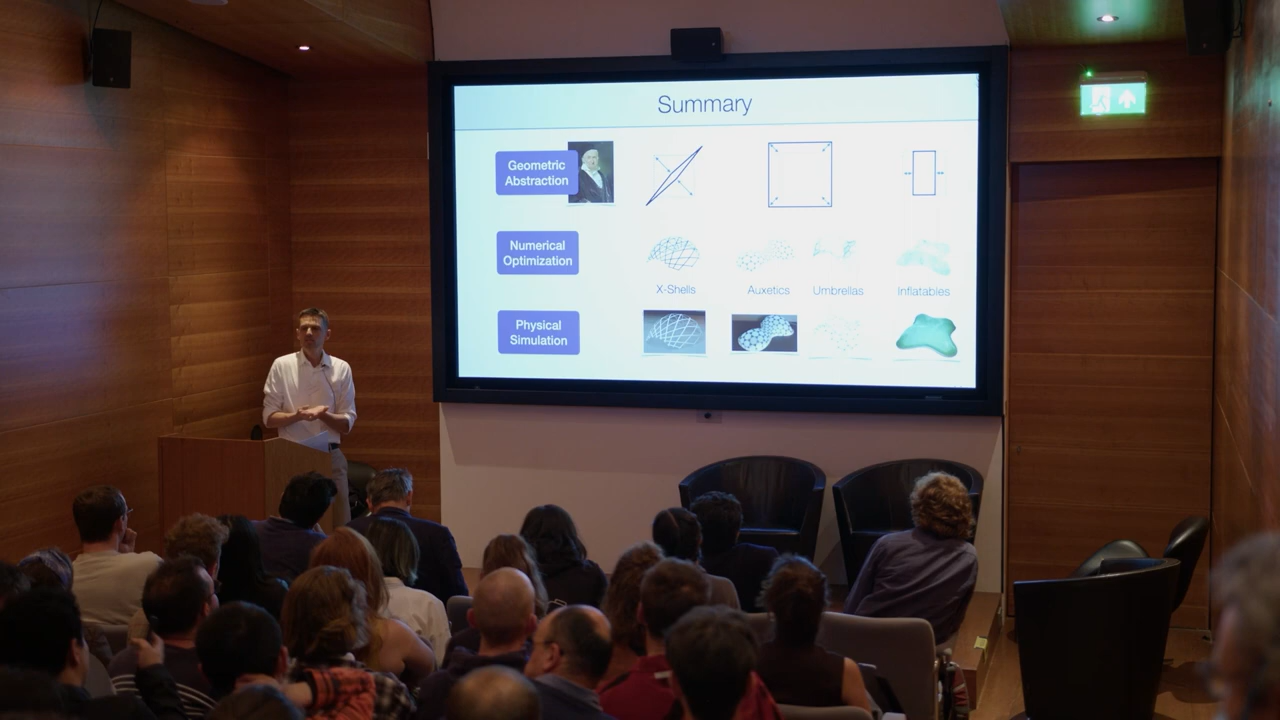 Summary
Geometric
Abstraction
Numerical
Optimization
X-Shells
Auxetics
Umbrellas
Inflatables
Physical
Simulation